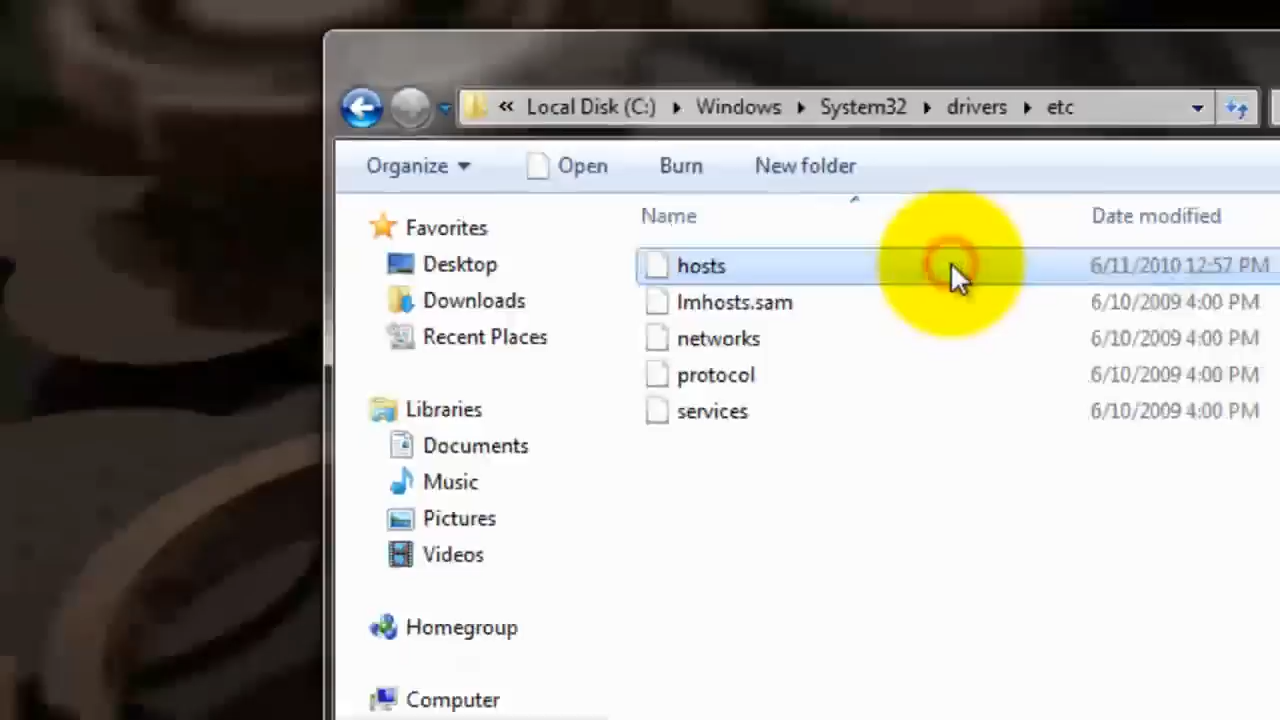 « Local Disk (C:) Windows System32 drivers etc
Organize Open Burn New folder
Name Date modified
Favorites
Desktop
Downloads
Recent Places
Libraries
Documents
Music
Pictures
Videos
Homegroup
Computer
hosts 6/11/2010 12:57 PM
lmhosts.sam 6/10/2009 4:00 PM
networks 6/10/2009 4:00 PM
protocol 6/10/2009 4:00 PM
services 6/10/2009 4:00 PM